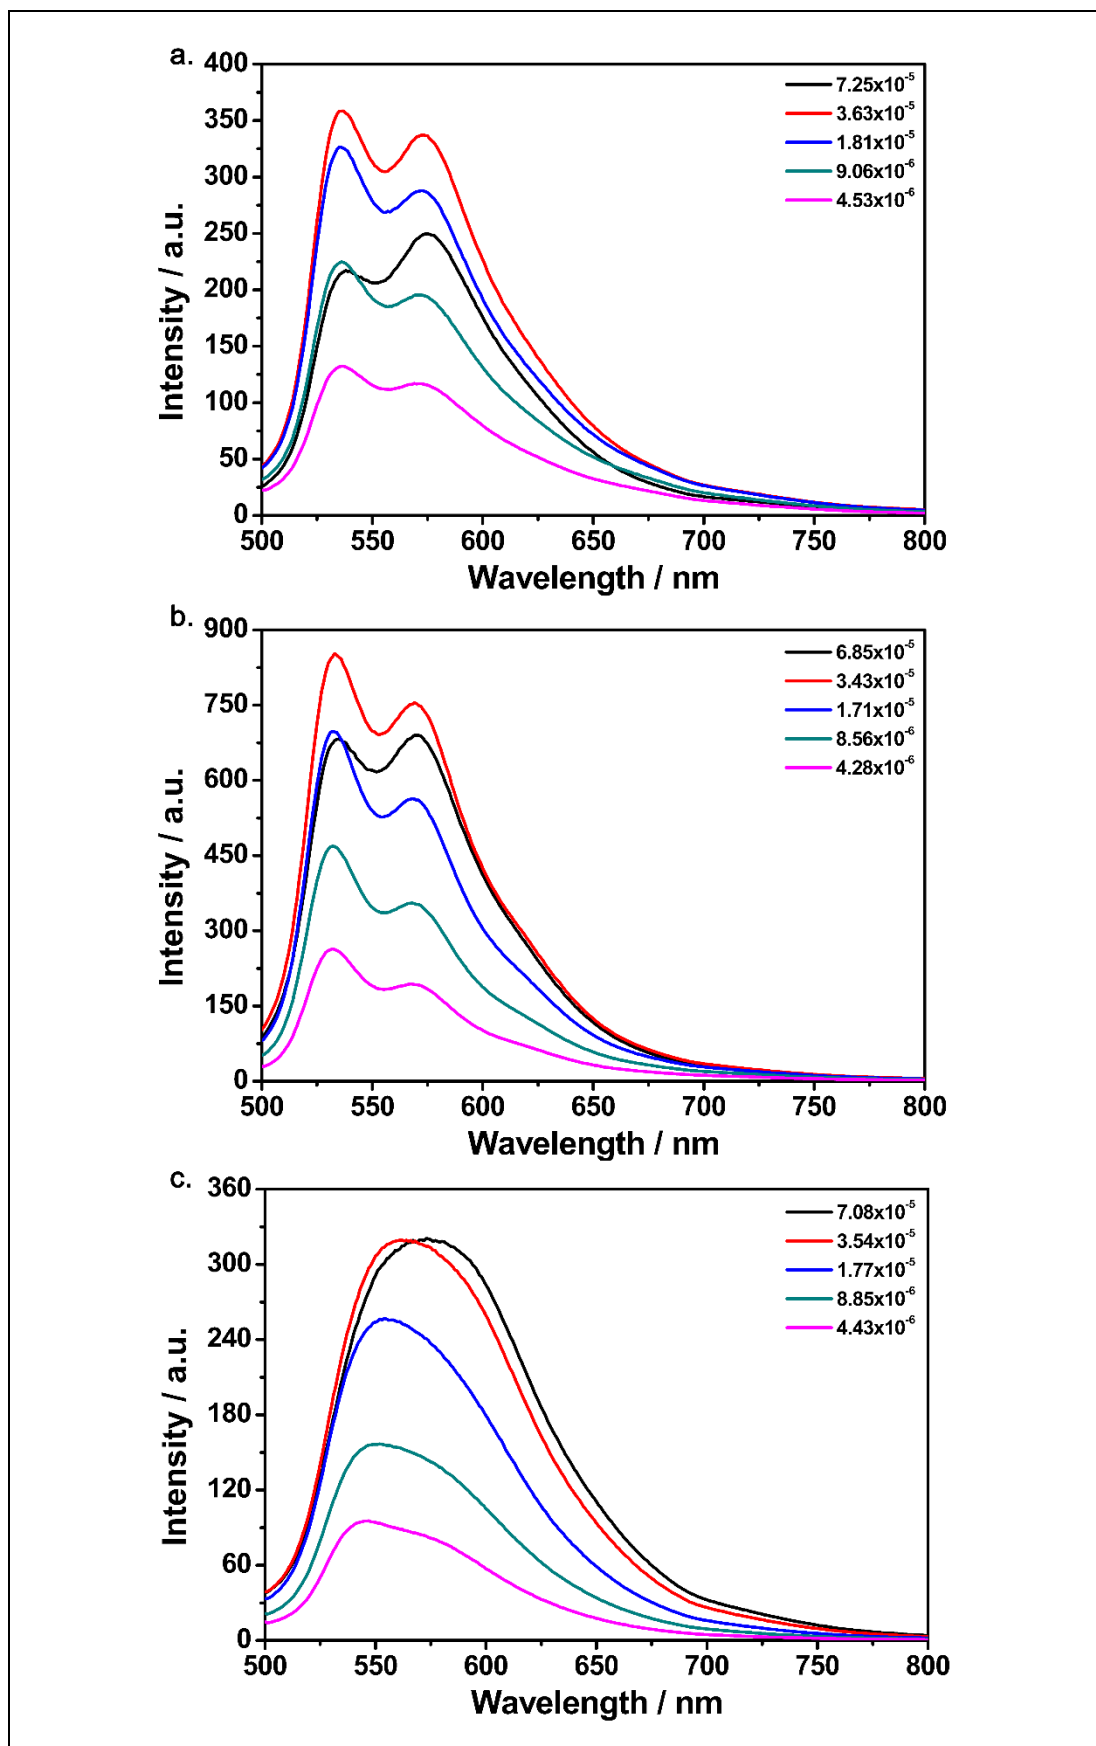 a.
400
350
300
250
200
150
100
50
0
Intensity / a.u.
7.25x10⁻⁵
3.63x10⁻⁵
1.81x10⁻⁵
9.06x10⁻⁶
4.53x10⁻⁶
500 550 600 650 700 750 800
Wavelength / nm
b.
900
750
600
450
300
150
0
Intensity / a.u.
6.85x10⁻⁵
3.43x10⁻⁵
1.71x10⁻⁵
8.56x10⁻⁶
4.28x10⁻⁶
500 550 600 650 700 750 800
Wavelength / nm
c.
360
300
240
180
120
60
0
Intensity / a.u.
7.08x10⁻⁵
3.54x10⁻⁵
1.77x10⁻⁵
8.85x10⁻⁶
4.43x10⁻⁶
500 550 600 650 700 750 800
Wavelength / nm